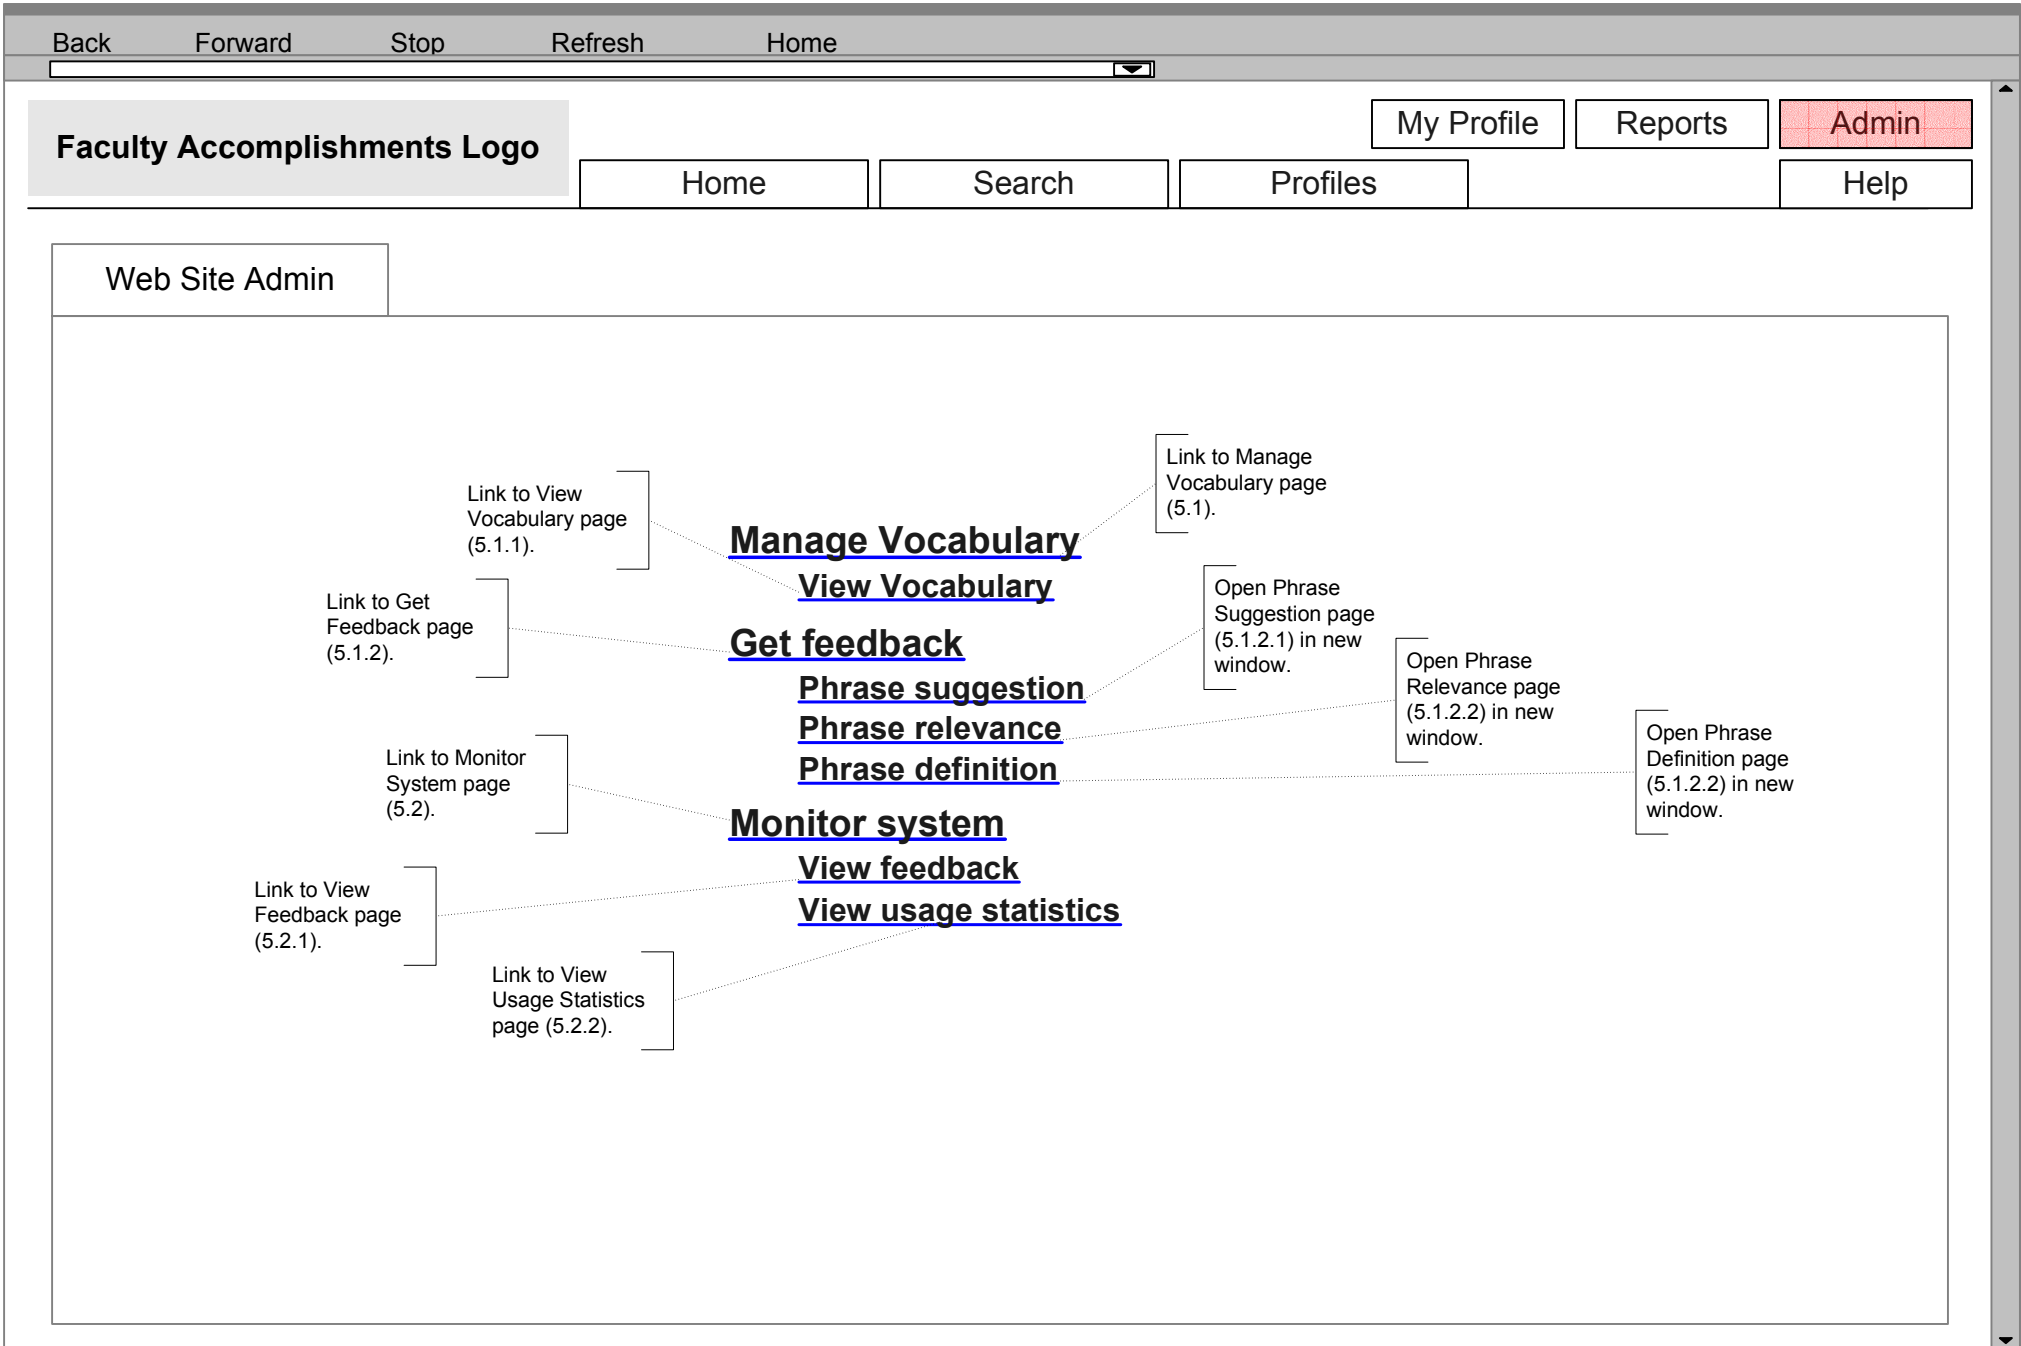 Back Forward Stop Refresh Home
Faculty Accomplishments Logo
My Profile Reports Admin
Home Search Profiles Help
Web Site Admin
Link to Manage
Vocabulary page
(5.1).
Link to View
Vocabulary page
(5.1.1).
Manage Vocabulary
View Vocabulary
Link to Get
Feedback page
(5.1.2).
Get feedback
Open Phrase
Suggestion page
(5.1.2.1) in new
window.
Phrase suggestion
Open Phrase
Relevance page
(5.1.2.2) in new
window.
Phrase relevance
Open Phrase
Definition page
(5.1.2.2) in new
window.
Phrase definition
Link to Monitor
System page
(5.2).
Monitor system
View feedback
Link to View
Feedback page
(5.2.1).
View usage statistics
Link to View
Usage Statistics
page (5.2.2).